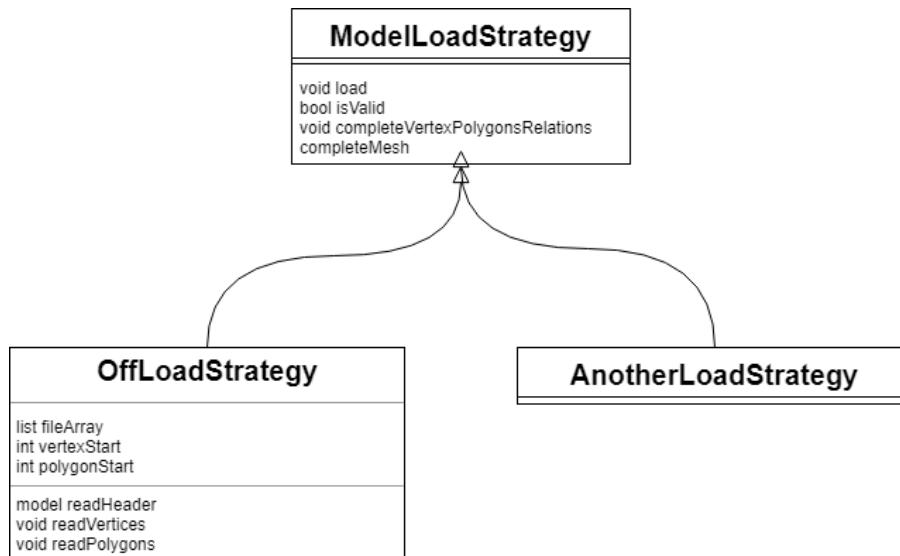 ModelLoadStrategy
void load
bool isValid
void completeVertexPolygonsRelations
completeMesh
OffLoadStrategy
list fileArray
int vertexStart
int polygonStart
model readHeader
void readVertices
void readPolygons
AnotherLoadStrategy